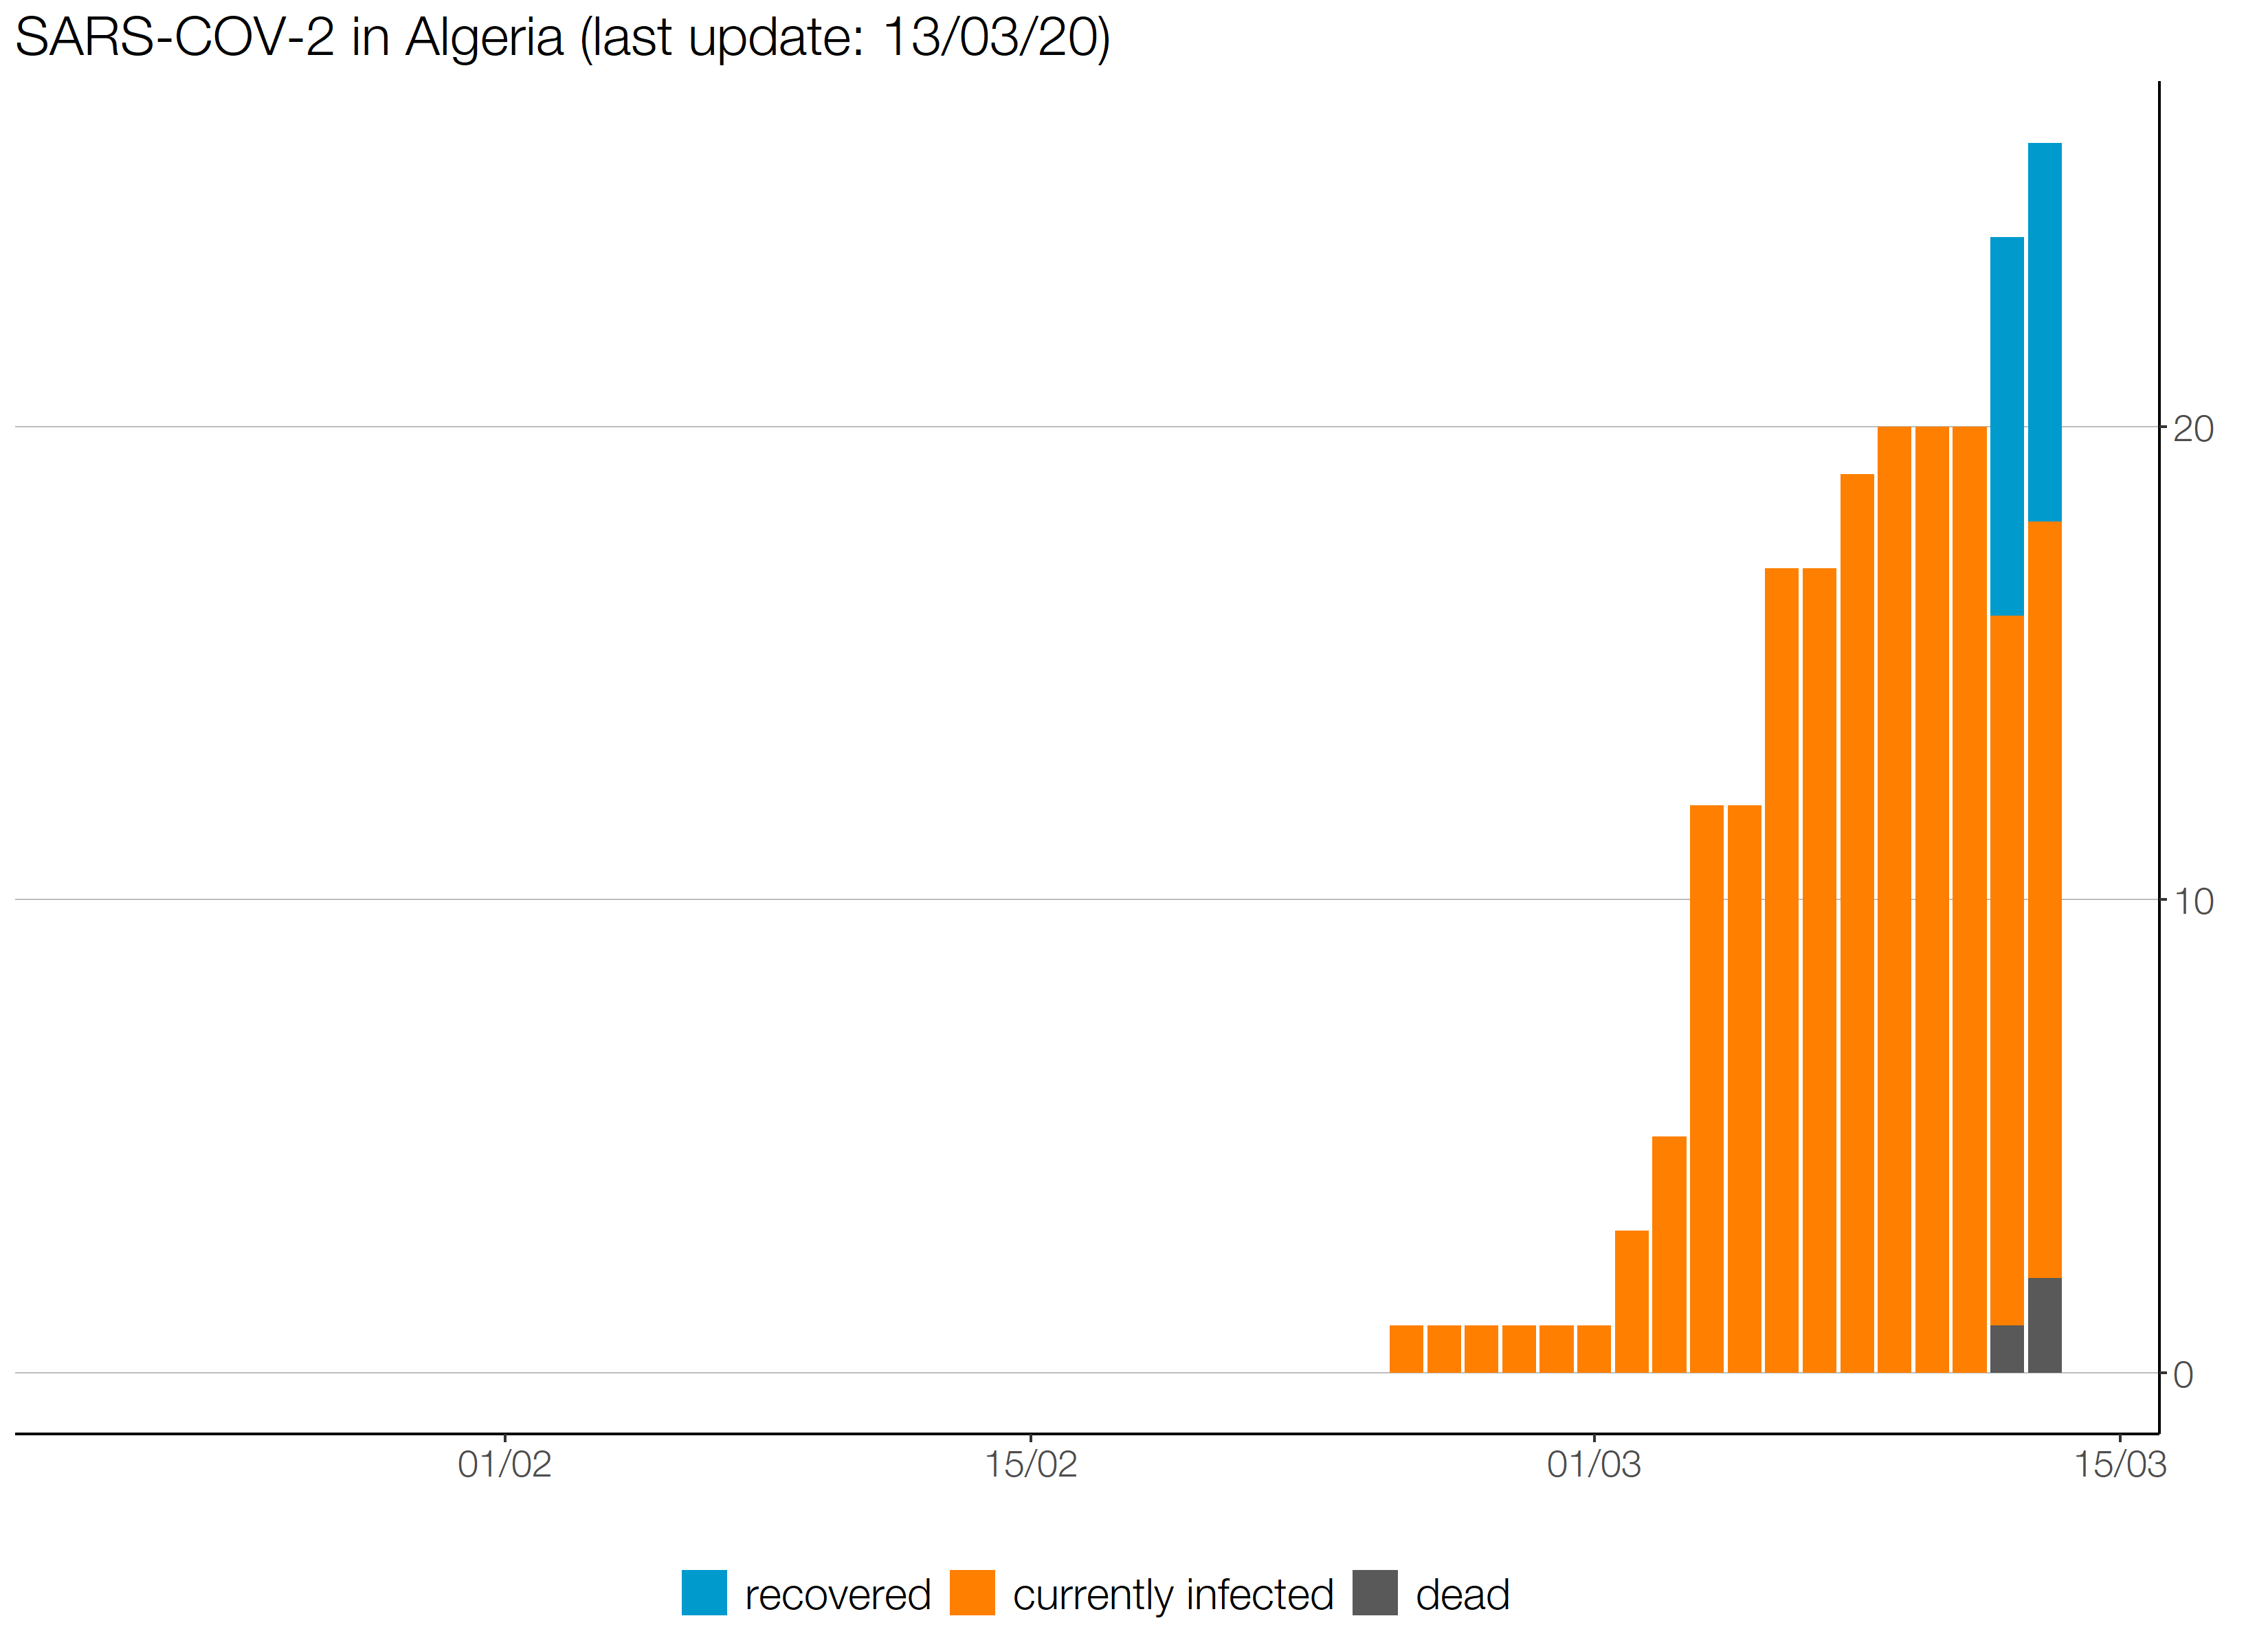 SARS-COV-2 in Algeria (last update: 13/03/20)
20
10
0
01/02 15/02 01/03 15/03
recovered currently infected dead